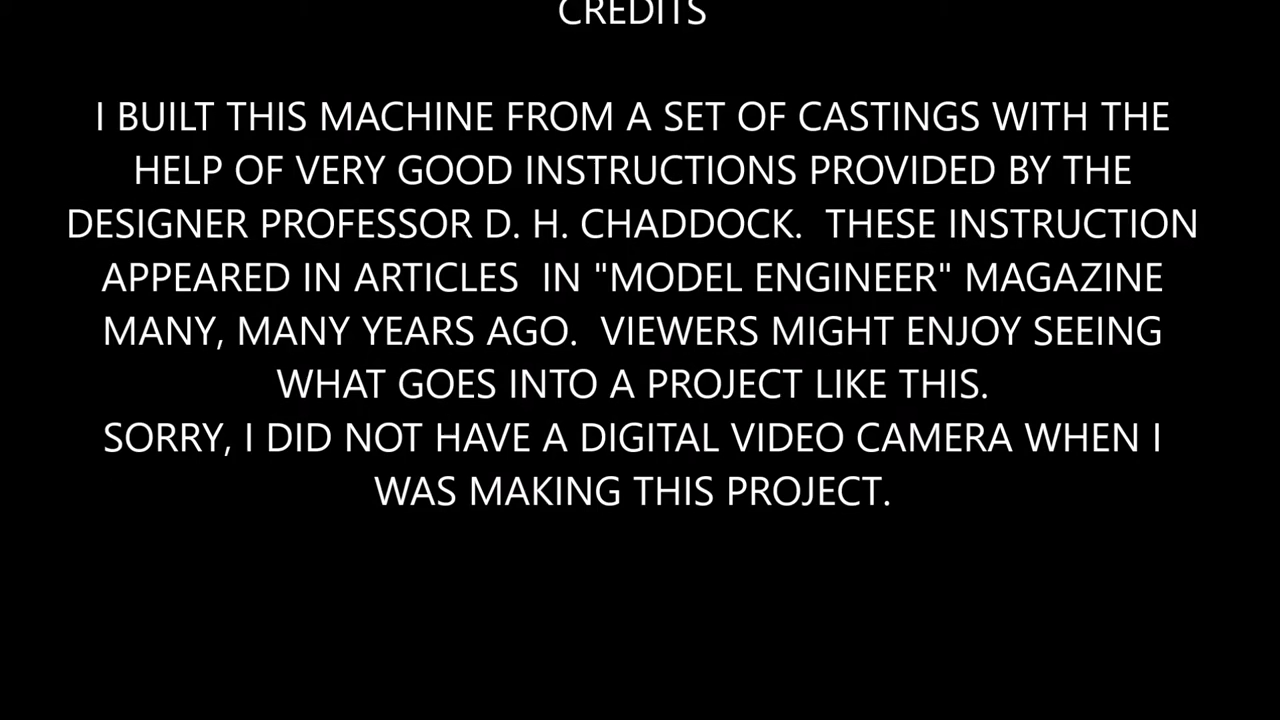 CREDITS
I BUILT THIS MACHINE FROM A SET OF CASTINGS WITH THE
HELP OF VERY GOOD INSTRUCTIONS PROVIDED BY THE
DESIGNER PROFESSOR D. H. CHADDOCK.  THESE INSTRUCTION
APPEARED IN ARTICLES  IN "MODEL ENGINEER" MAGAZINE
MANY, MANY YEARS AGO.  VIEWERS MIGHT ENJOY SEEING
WHAT GOES INTO A PROJECT LIKE THIS.
SORRY, I DID NOT HAVE A DIGITAL VIDEO CAMERA WHEN I
WAS MAKING THIS PROJECT.